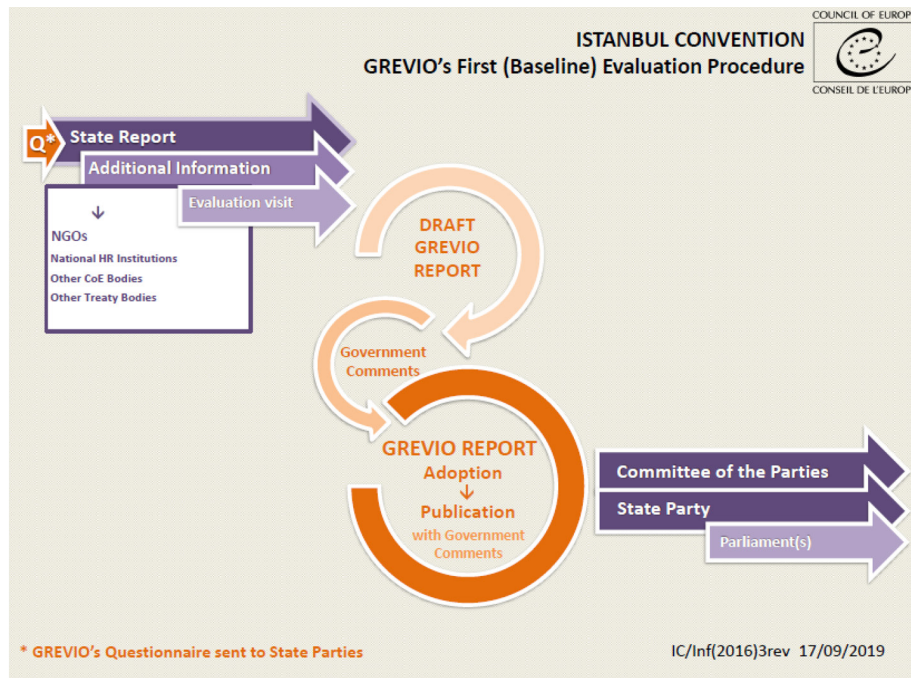 COUNCIL OF EUROP
ISTANBUL CONVENTION
GREVIO's First (Baseline) Evaluation Procedure
CONSEIL DE L'EUROP
Q*
State Report
Additional Information
Evaluation visit
↓
NGOs
National HR Institutions
Other CoE Bodies
Other Treaty Bodies
DRAFT
GREVIO
REPORT
Government
Comments
GREVIO REPORT
Adoption
↓
Publication
with Government
Comments
Committee of the Parties
State Party
Parliament(s)
* GREVIO's Questionnaire sent to State Parties
IC/Inf(2016)3rev 17/09/2019